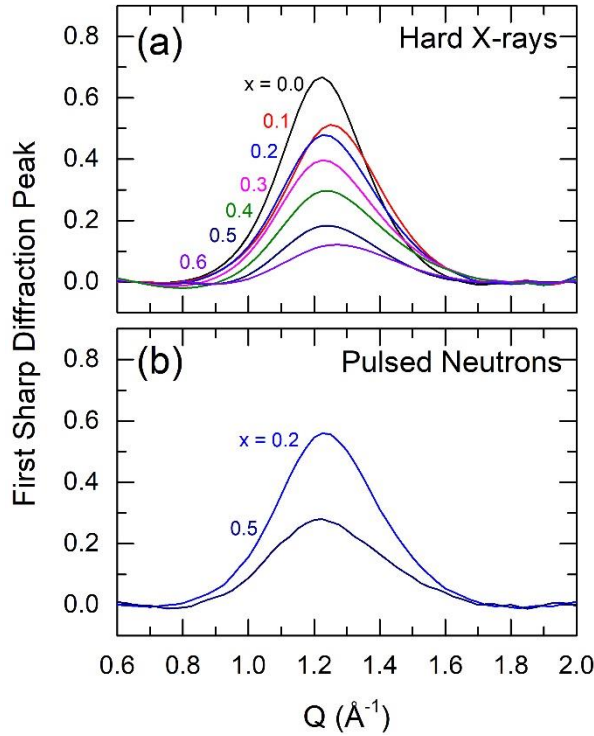 First Sharp Diffraction Peak
(a)
Hard X-rays
0.8
0.6
0.4
0.2
0.0
x = 0.0
0.1
0.2
0.3
0.4
0.5
0.6
(b)
Pulsed Neutrons
0.8
0.6
0.4
0.2
0.0
x = 0.2
0.5
0.6 0.8 1.0 1.2 1.4 1.6 1.8 2.0
Q (Å⁻¹)